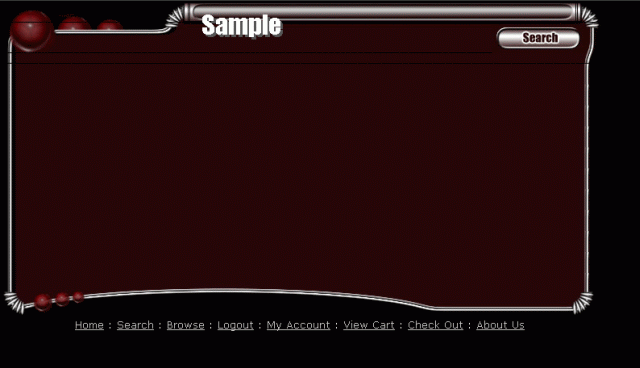 Sample
Search
Home : Search : Browse : Logout : My Account : View Cart : Check Out : About Us